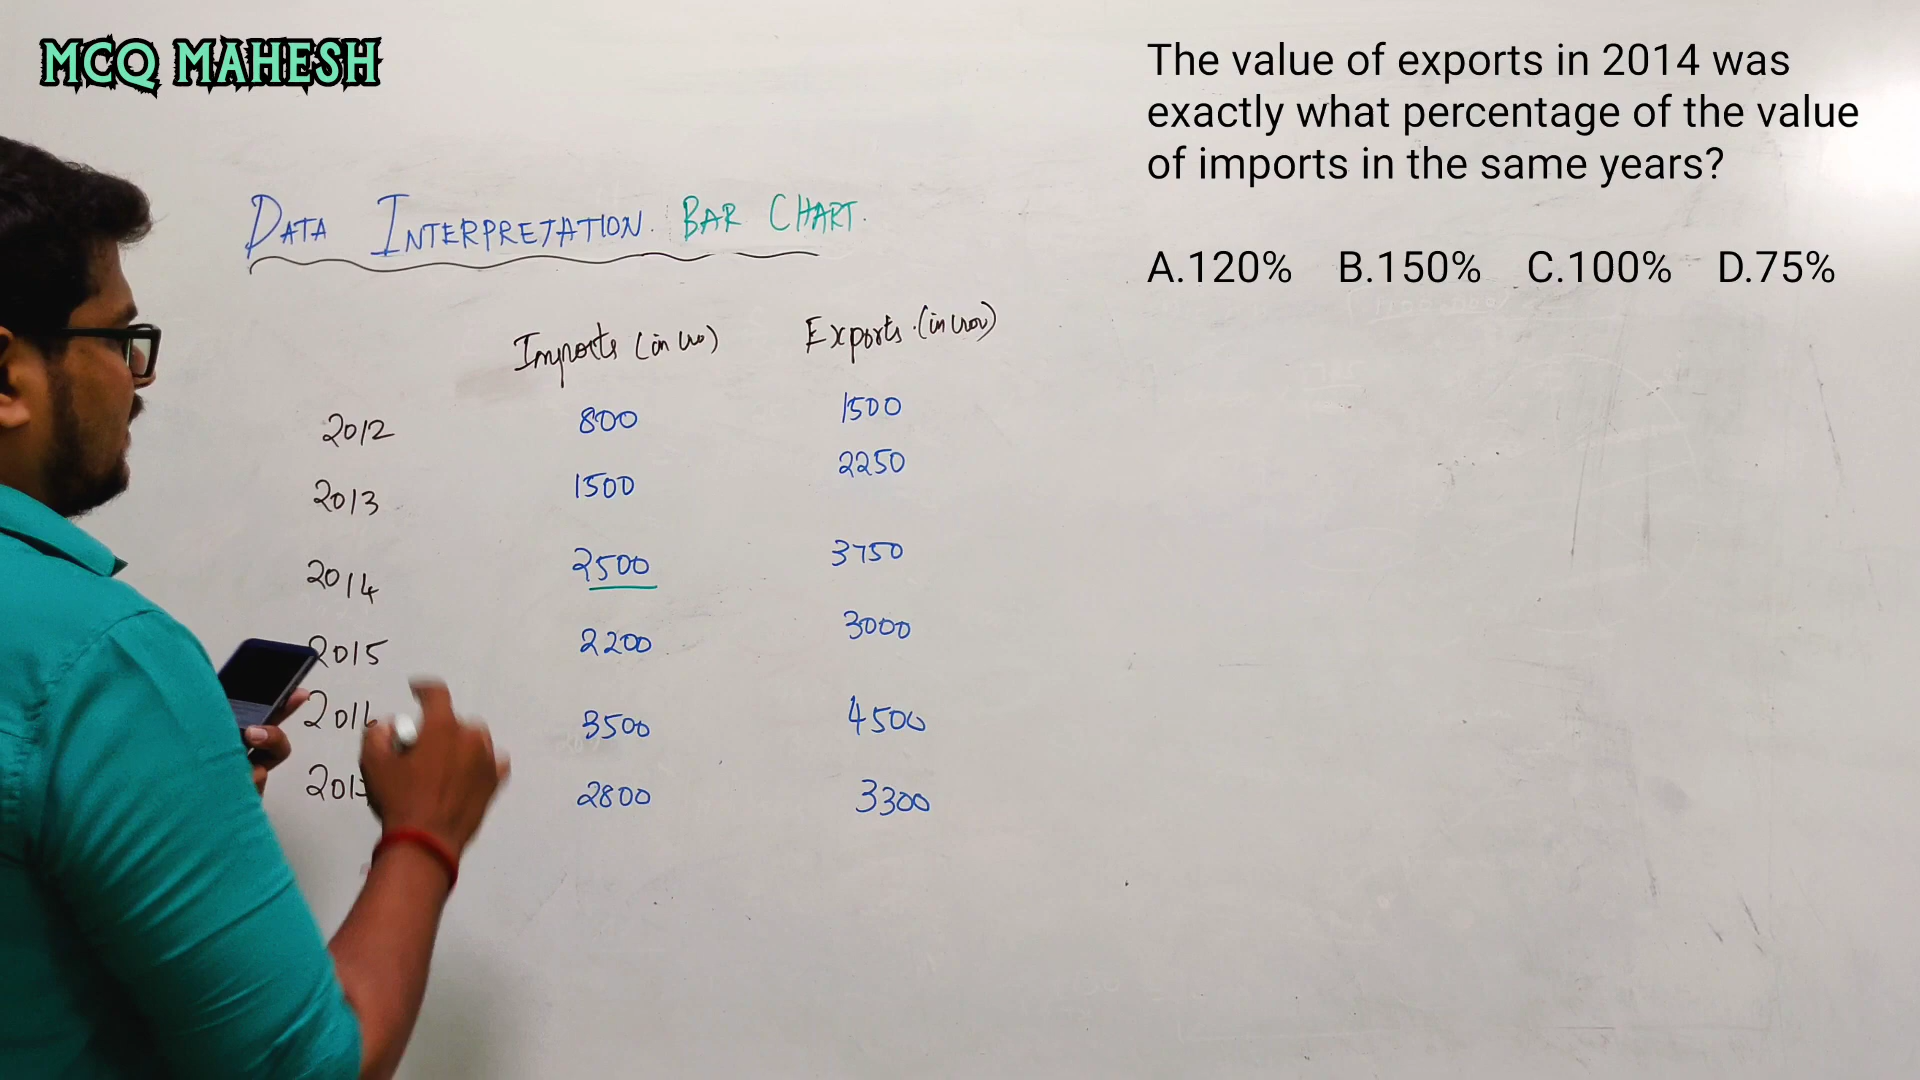 MCQ MAHESH
The value of exports in 2014 was
exactly what percentage of the value
of imports in the same years?
A.120% B.150% C.100% D.75%
DATA INTERPRETATION. BAR CHART.
Imports (in Exports (in
2012 800 1500
2013 1500 2250
2014 2500 3750
2015 2200 3000
2016 3500 4500
201 2800 3300